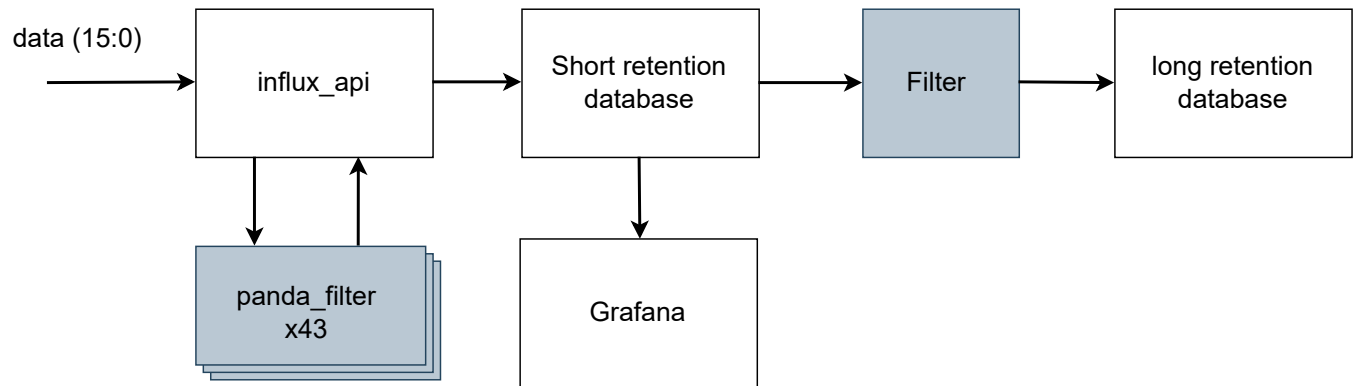 data (15:0)
influx_api
Short retention
database
Filter
long retention
database
panda_filter
x43
Grafana